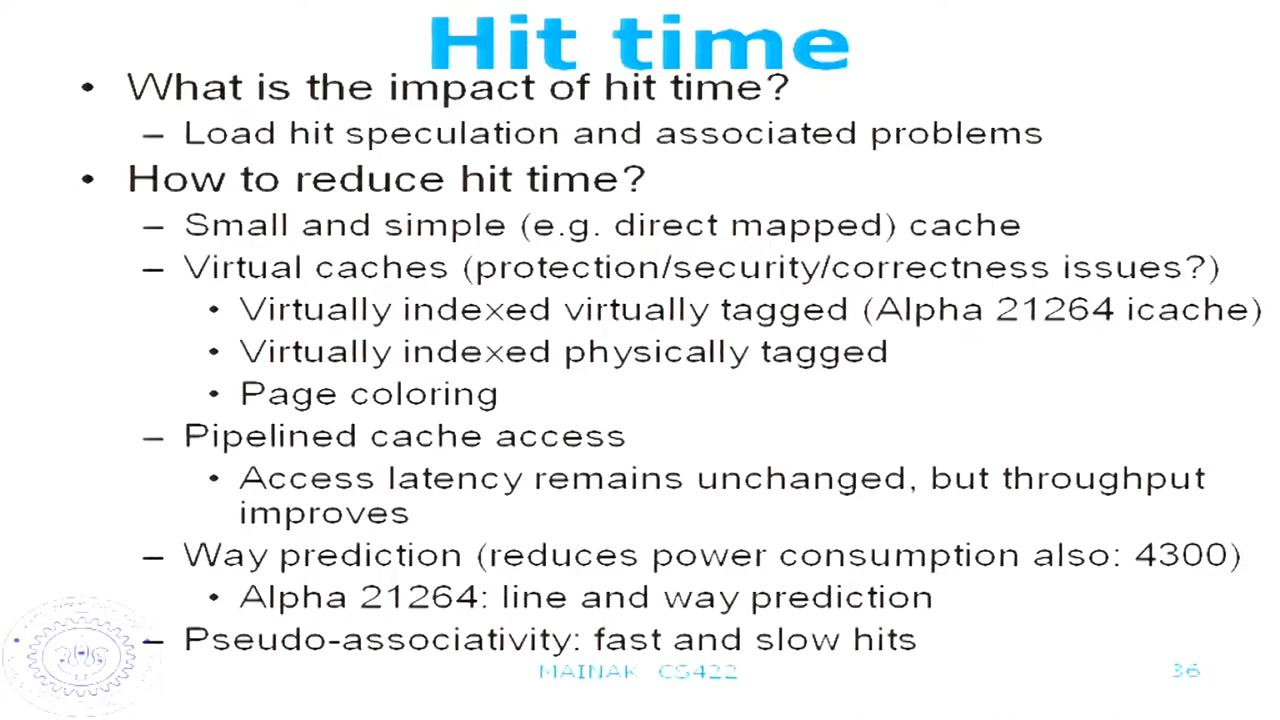 Hit time
• What is the impact of hit time?
– Load hit speculation and associated problems
• How to reduce hit time?
– Small and simple (e.g. direct mapped) cache
– Virtual caches (protection/security/correctness issues?)
• Virtually indexed virtually tagged (Alpha 21264 icache)
• Virtually indexed physically tagged
• Page coloring
– Pipelined cache access
• Access latency remains unchanged, but throughput
improves
– Way prediction (reduces power consumption also: 4300)
• Alpha 21264: line and way prediction
– Pseudo-associativity: fast and slow hits
MAINAK CS422
36